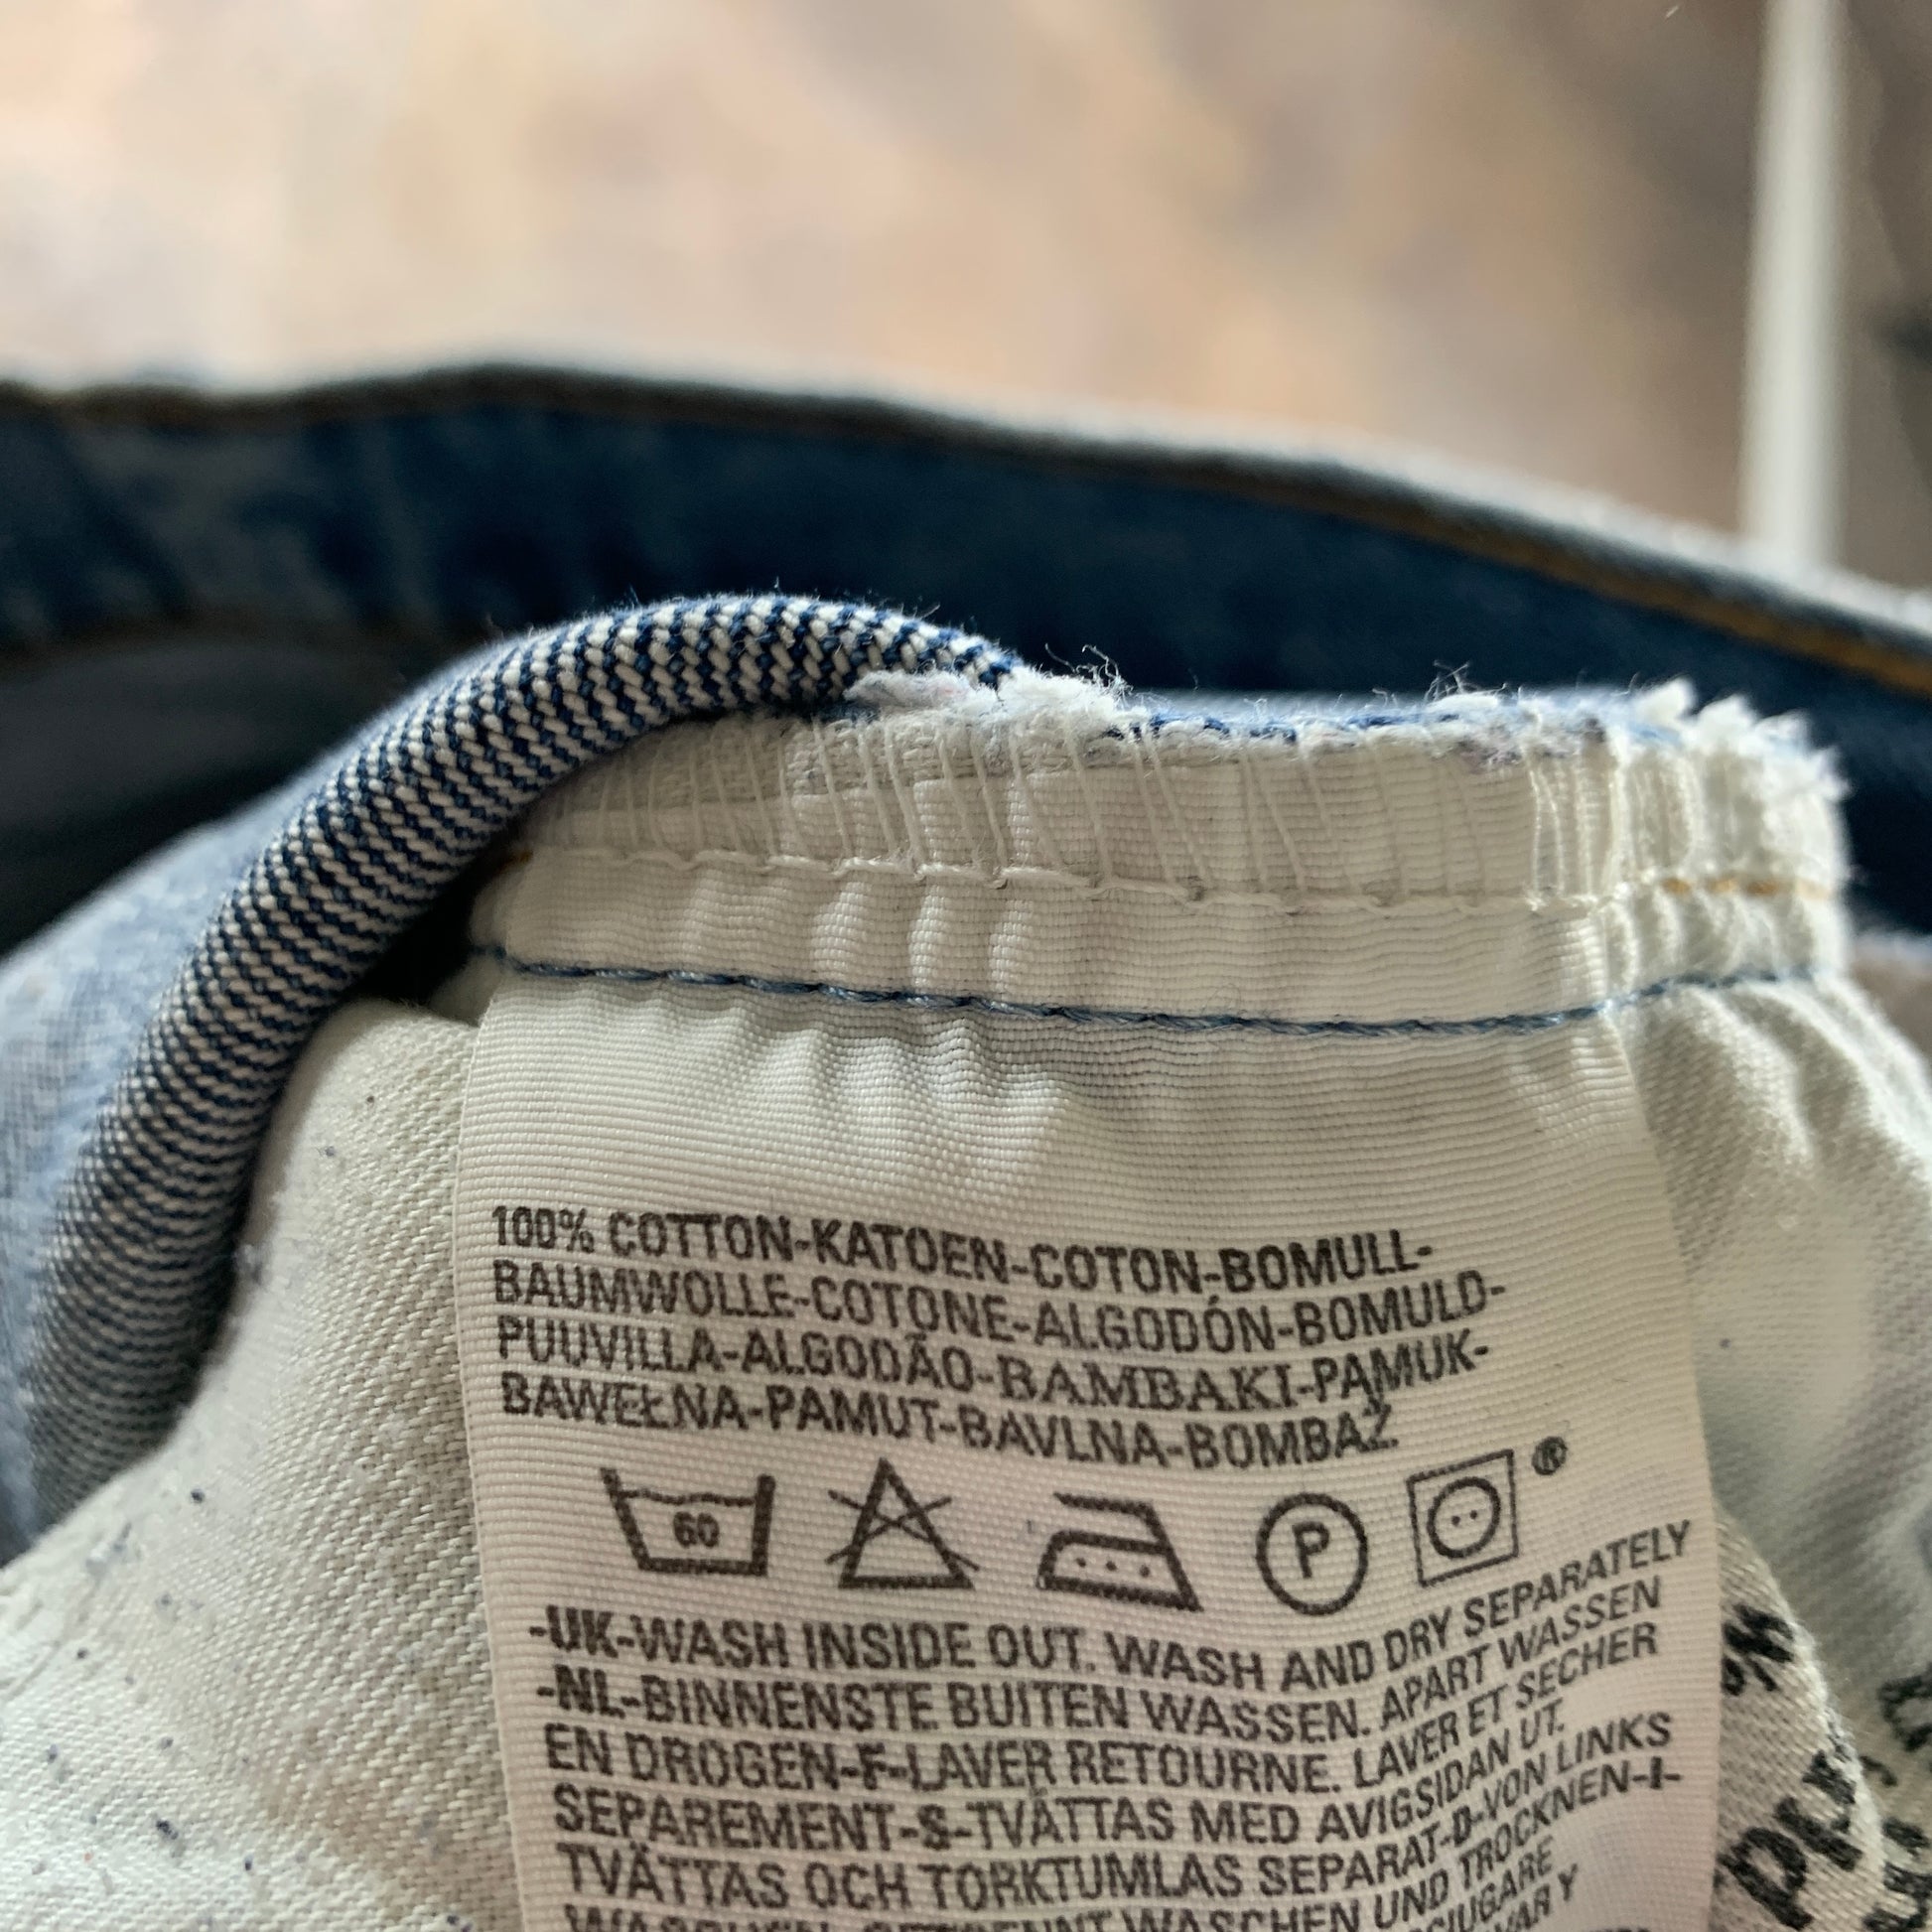 100% COTTON-KATOEN-COTON-BOMULL-
BAUMWOLLE-COTONE-ALGODÓN-BOMULD-
PUUVILLA-ALGODÃO-BAMBAKI-PAMUK-
BAWEŁNA-PAMUT-BAVLNA-BOMBAŽ.
60
P
®
-UK-WASH INSIDE OUT. WASH AND DRY SEPARATELY
-NL-BINNENSTE BUITEN WASSEN. APART WASSEN
EN DROGEN-F-LAVER RETOURNE. LAVER ET SECHER
SEPAREMENT-S-TVÄTTAS MED AVIGSIDAN UT.
TVÄTTAS OCH TORKTUMLAS SEPARAT-D-VON LINKS
WASCHEN. GETRENNT WASCHEN UND TROCKNEN-I-